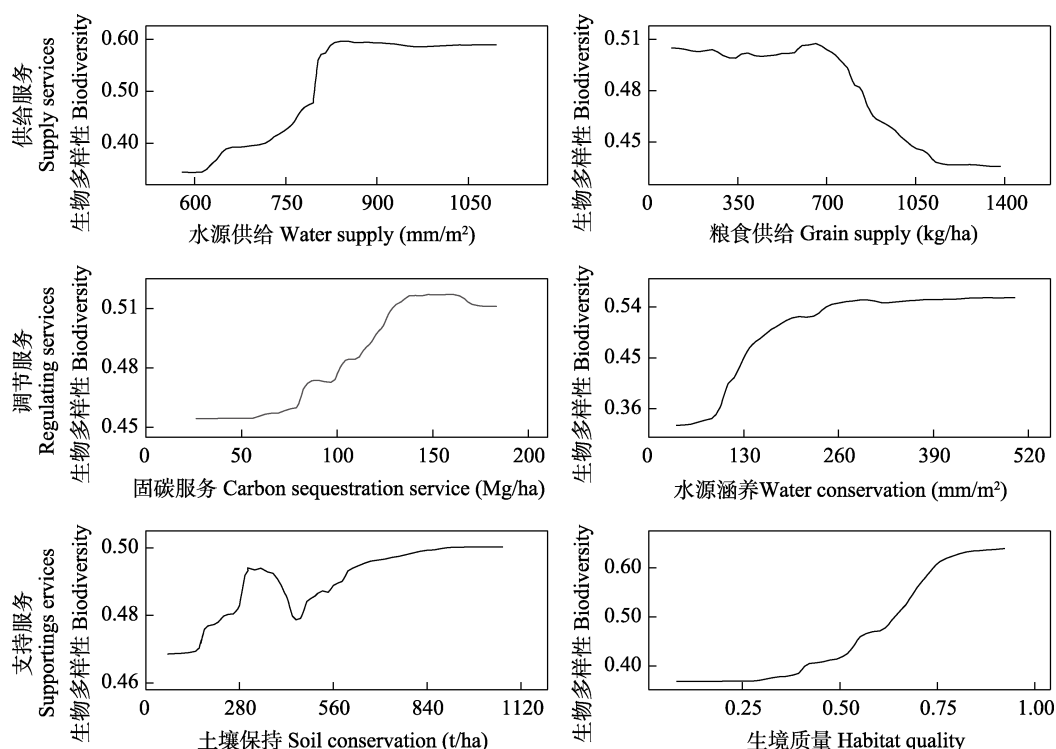 供给服务
Supply services
生物多样性 Biodiversity
0.60
0.50
0.40
600 750 900 1050
水源供给 Water supply (mm/m²)
生物多样性 Biodiversity
0.51
0.48
0.45
0 350 700 1050 1400
粮食供给 Grain supply (kg/ha)
调节服务
Regulating services
生物多样性 Biodiversity
0.51
0.48
0.45
0 50 100 150 200
固碳服务 Carbon sequestration service (Mg/ha)
生物多样性 Biodiversity
0.54
0.45
0.36
0 130 260 390 520
水源涵养Water conservation (mm/m²)
支持服务
Supportings ervices
生物多样性 Biodiversity
0.50
0.48
0.46
0 280 560 840 1120
土壤保持 Soil conservation (t/ha)
生物多样性 Biodiversity
0.60
0.50
0.40
0.25 0.50 0.75 1.00
生境质量 Habitat quality